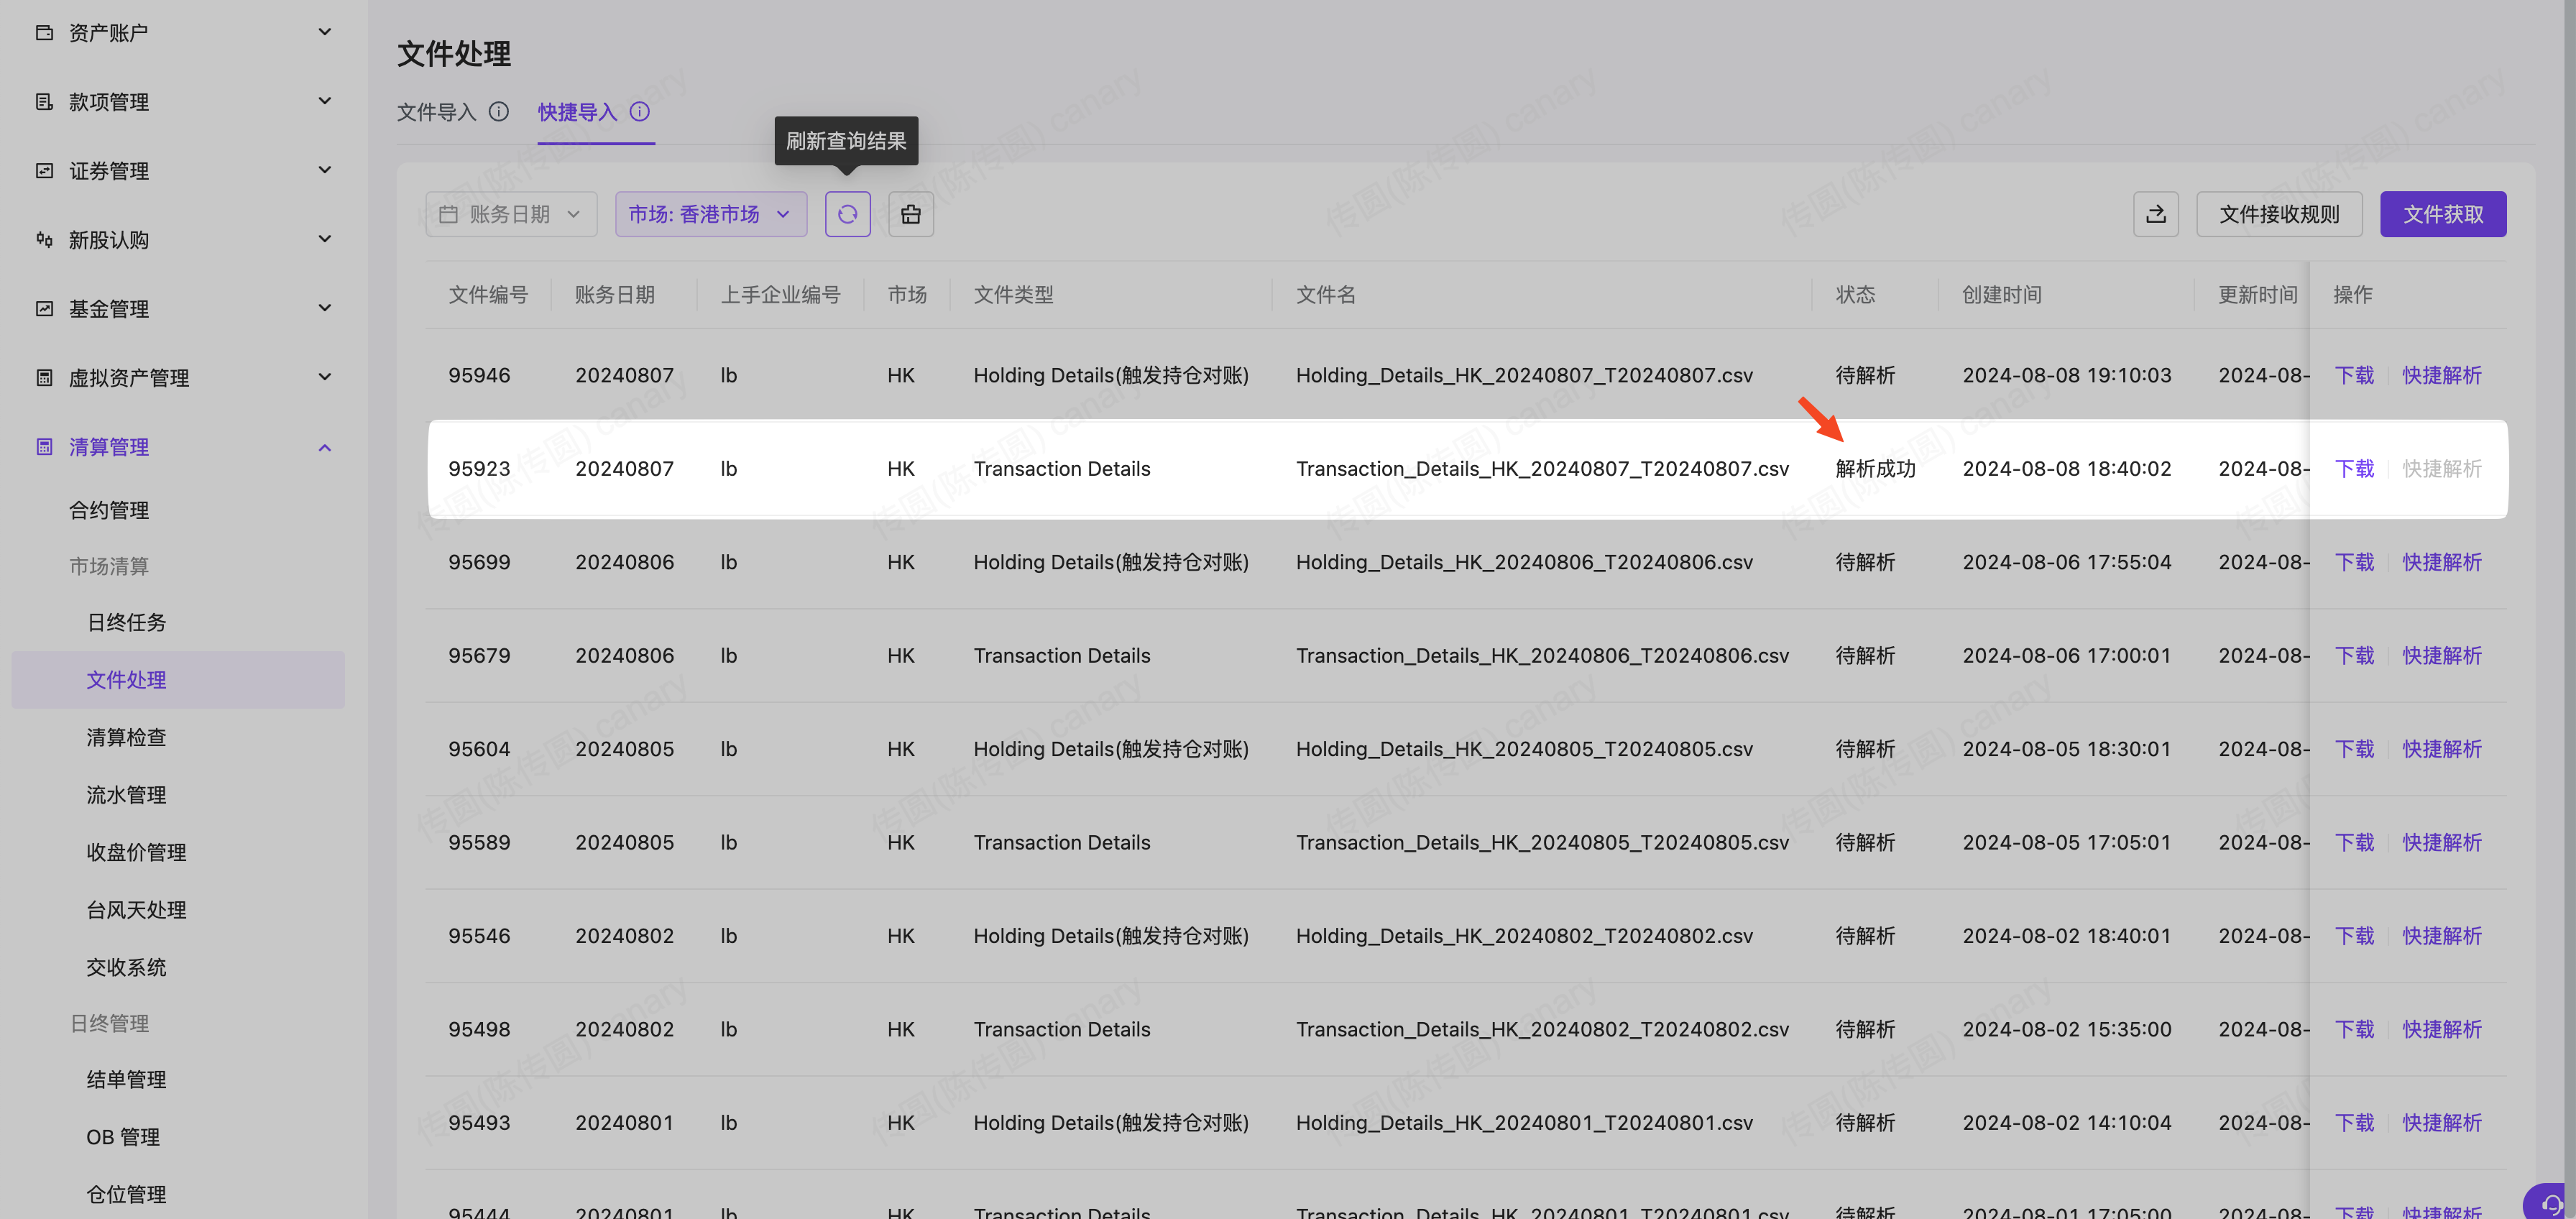 资产账户
款项管理
证券管理
新股认购
基金管理
虚拟资产管理
清算管理
合约管理
市场清算
日终任务
文件处理
清算检查
流水管理
收盘价管理
台风天处理
交收系统
日终管理
结单管理
OB 管理
仓位管理
文件处理
文件导入 快捷导入
刷新查询结果
账务日期 市场: 香港市场 文件接收规则 文件获取
文件编号 账务日期 上手企业编号 市场 文件类型 文件名 状态 创建时间 更新时间 操作
95946 20240807 lb HK Holding Details(触发持仓对账) Holding_Details_HK_20240807_T20240807.csv 待解析 2024-08-08 19:10:03 2024-08- 下载 快捷解析
95923 20240807 lb HK Transaction Details Transaction_Details_HK_20240807_T20240807.csv 解析成功 2024-08-08 18:40:02 2024-08- 下载 快捷解析
95699 20240806 lb HK Holding Details(触发持仓对账) Holding_Details_HK_20240806_T20240806.csv 待解析 2024-08-06 17:55:04 2024-08- 下载 快捷解析
95679 20240806 lb HK Transaction Details Transaction_Details_HK_20240806_T20240806.csv 待解析 2024-08-06 17:00:01 2024-08- 下载 快捷解析
95604 20240805 lb HK Holding Details(触发持仓对账) Holding_Details_HK_20240805_T20240805.csv 待解析 2024-08-05 18:30:01 2024-08- 下载 快捷解析
95589 20240805 lb HK Transaction Details Transaction_Details_HK_20240805_T20240805.csv 待解析 2024-08-05 17:05:01 2024-08- 下载 快捷解析
95546 20240802 lb HK Holding Details(触发持仓对账) Holding_Details_HK_20240802_T20240802.csv 待解析 2024-08-02 18:40:01 2024-08- 下载 快捷解析
95498 20240802 lb HK Transaction Details Transaction_Details_HK_20240802_T20240802.csv 待解析 2024-08-02 15:35:00 2024-08- 下载 快捷解析
95493 20240801 lb HK Holding Details(触发持仓对账) Holding_Details_HK_20240801_T20240801.csv 待解析 2024-08-02 14:10:04 2024-08- 下载 快捷解析
95444 20240801 lb HK Transaction Details Transaction_Details_HK_20240801_T20240801.csv 待解析 2024-08-01 17:05:00 2024-08- 下载 快捷解析
传圆(陈传圆) canary